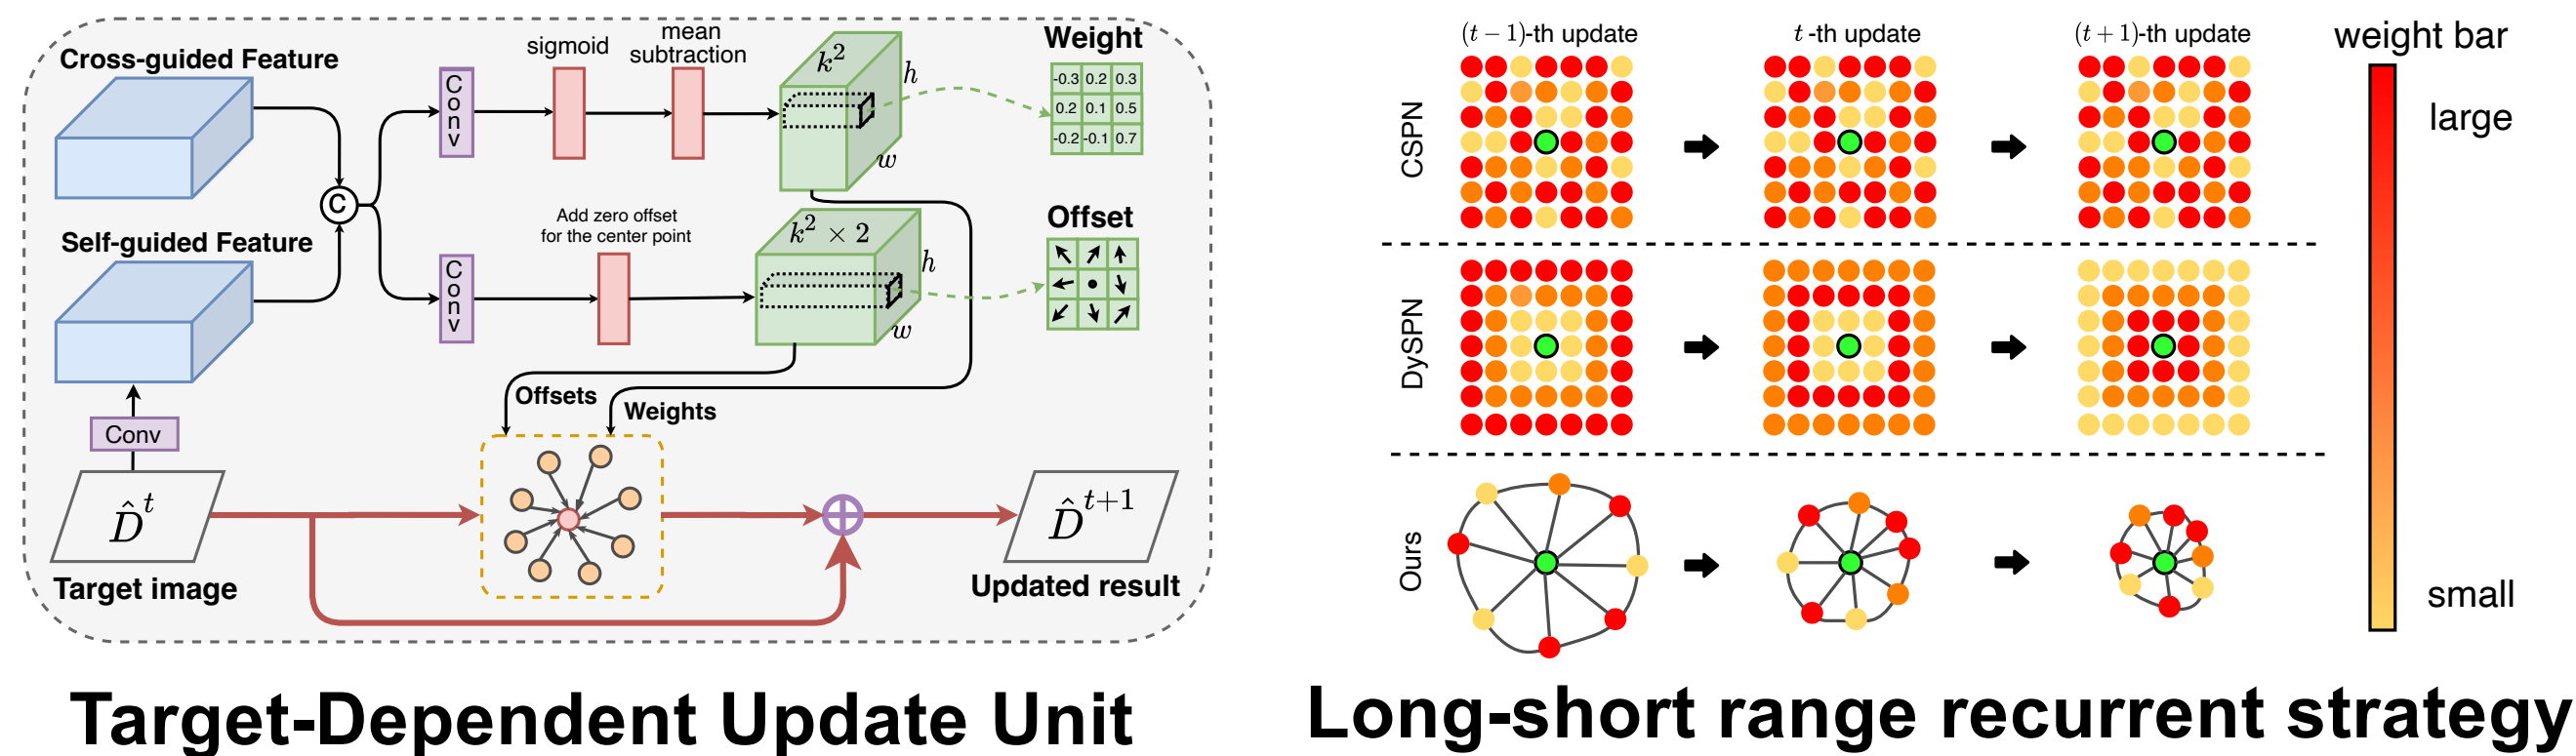 Cross-guided Feature
Self-guided Feature
Conv
D̂^t
Target image
C
Conv
sigmoid
mean
subtraction
k²
h
w
Weight
-0.3 0.2 0.3
0.2 0.1 0.5
-0.2 -0.1 0.7
Conv
Add zero offset
for the center point
k² × 2
h
w
Offset
Offsets
Weights
D̂^{t+1}
Updated result
Target-Dependent Update Unit
(t − 1)-th update
t -th update
(t + 1)-th update
weight bar
large
small
CSPN
DySPN
Ours
Long-short range recurrent strategy